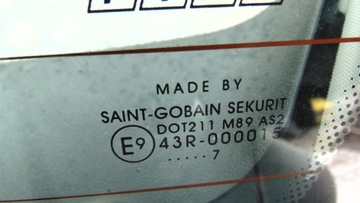 MADE BY
SAINT-GOBAIN SEKURIT
DOT211 M89 AS2
E9 43R-000015
.....7